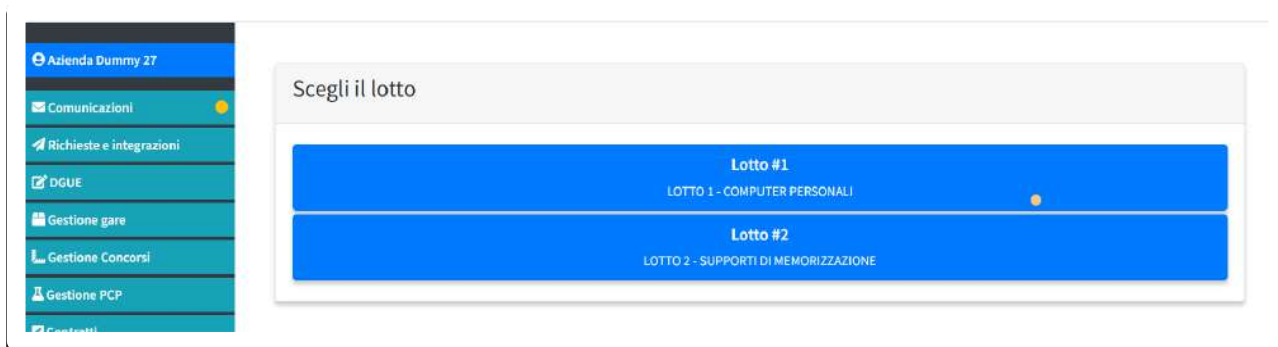 Azienda Dummy 27
Comunicazioni
Richieste e integrazioni
DGUE
Gestione gare
Gestione Concorsi
Gestione PCP
Contratti
Scegli il lotto
Lotto #1
LOTTO 1 - COMPUTER PERSONALI
Lotto #2
LOTTO 2 - SUPPORTI DI MEMORIZZAZIONE